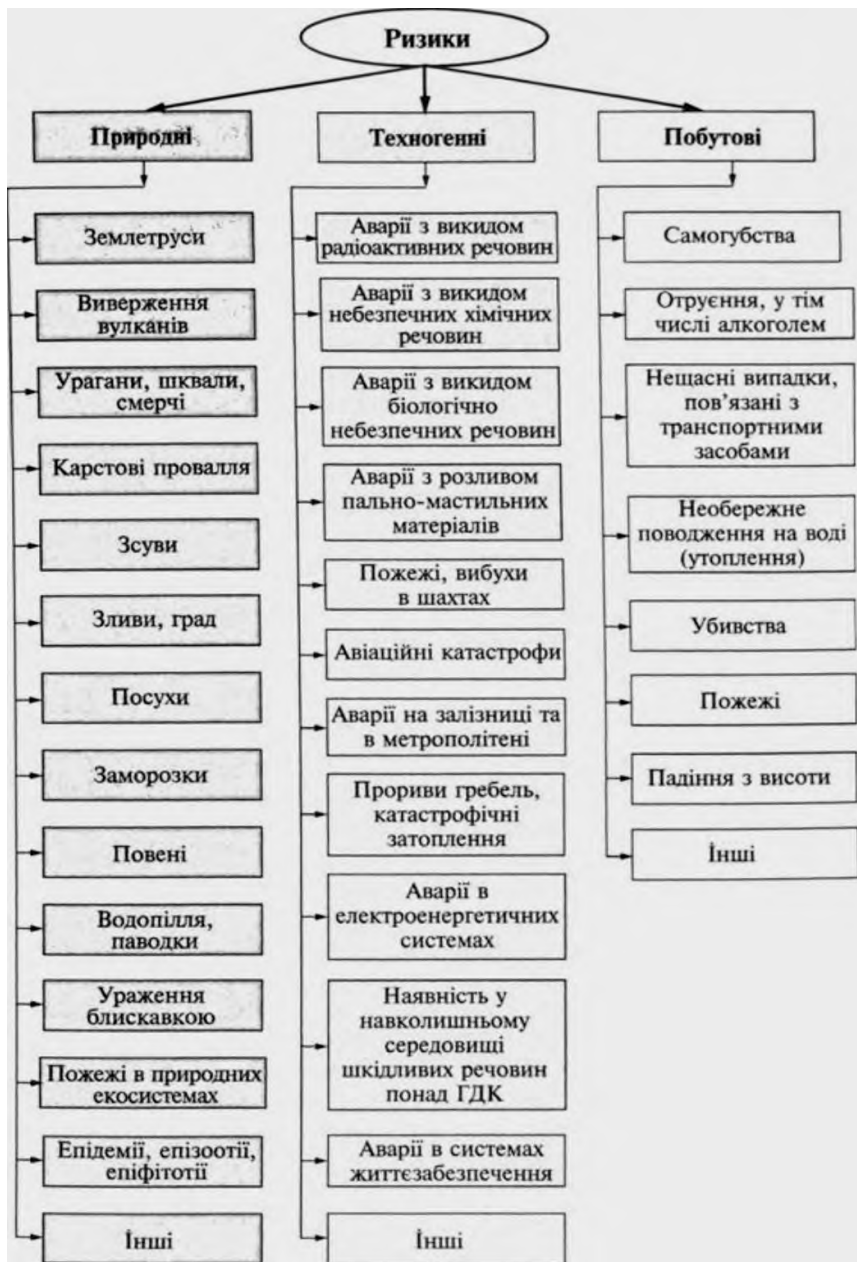 Ризики
Природні
Землетруси
Виверження
вулканів
Урагани, шквали,
смерчі
Карстові провалля
Зсуви
Зливи, град
Посухи
Заморозки
Повені
Водопілля,
паводки
Ураження
блискавкою
Пожежі в природних
екосистемах
Епідемії, епізоотії,
епіфітотії
Інші
Техногенні
Аварії з викидом
радіоактивних речовин
Аварії з викидом
небезпечних хімічних
речовин
Аварії з викидом
біологічно
небезпечних речовин
Аварії з розливом
пально-мастильних
матеріалів
Пожежі, вибухи
в шахтах
Авіаційні катастрофи
Аварії на залізниці та
в метрополітені
Прориви гребель,
катастрофічні
затоплення
Аварії в
електроенергетичних
системах
Наявність у
навколишньому
середовищі
шкідливих речовин
понад ГДК
Аварії в системах
життєзабезпечення
Інші
Побутові
Самогубства
Отруєння, у тім
числі алкоголем
Нещасні випадки,
пов’язані з
транспортними
засобами
Необережне
поводження на воді
(утоплення)
Убивства
Пожежі
Падіння з висоти
Інші